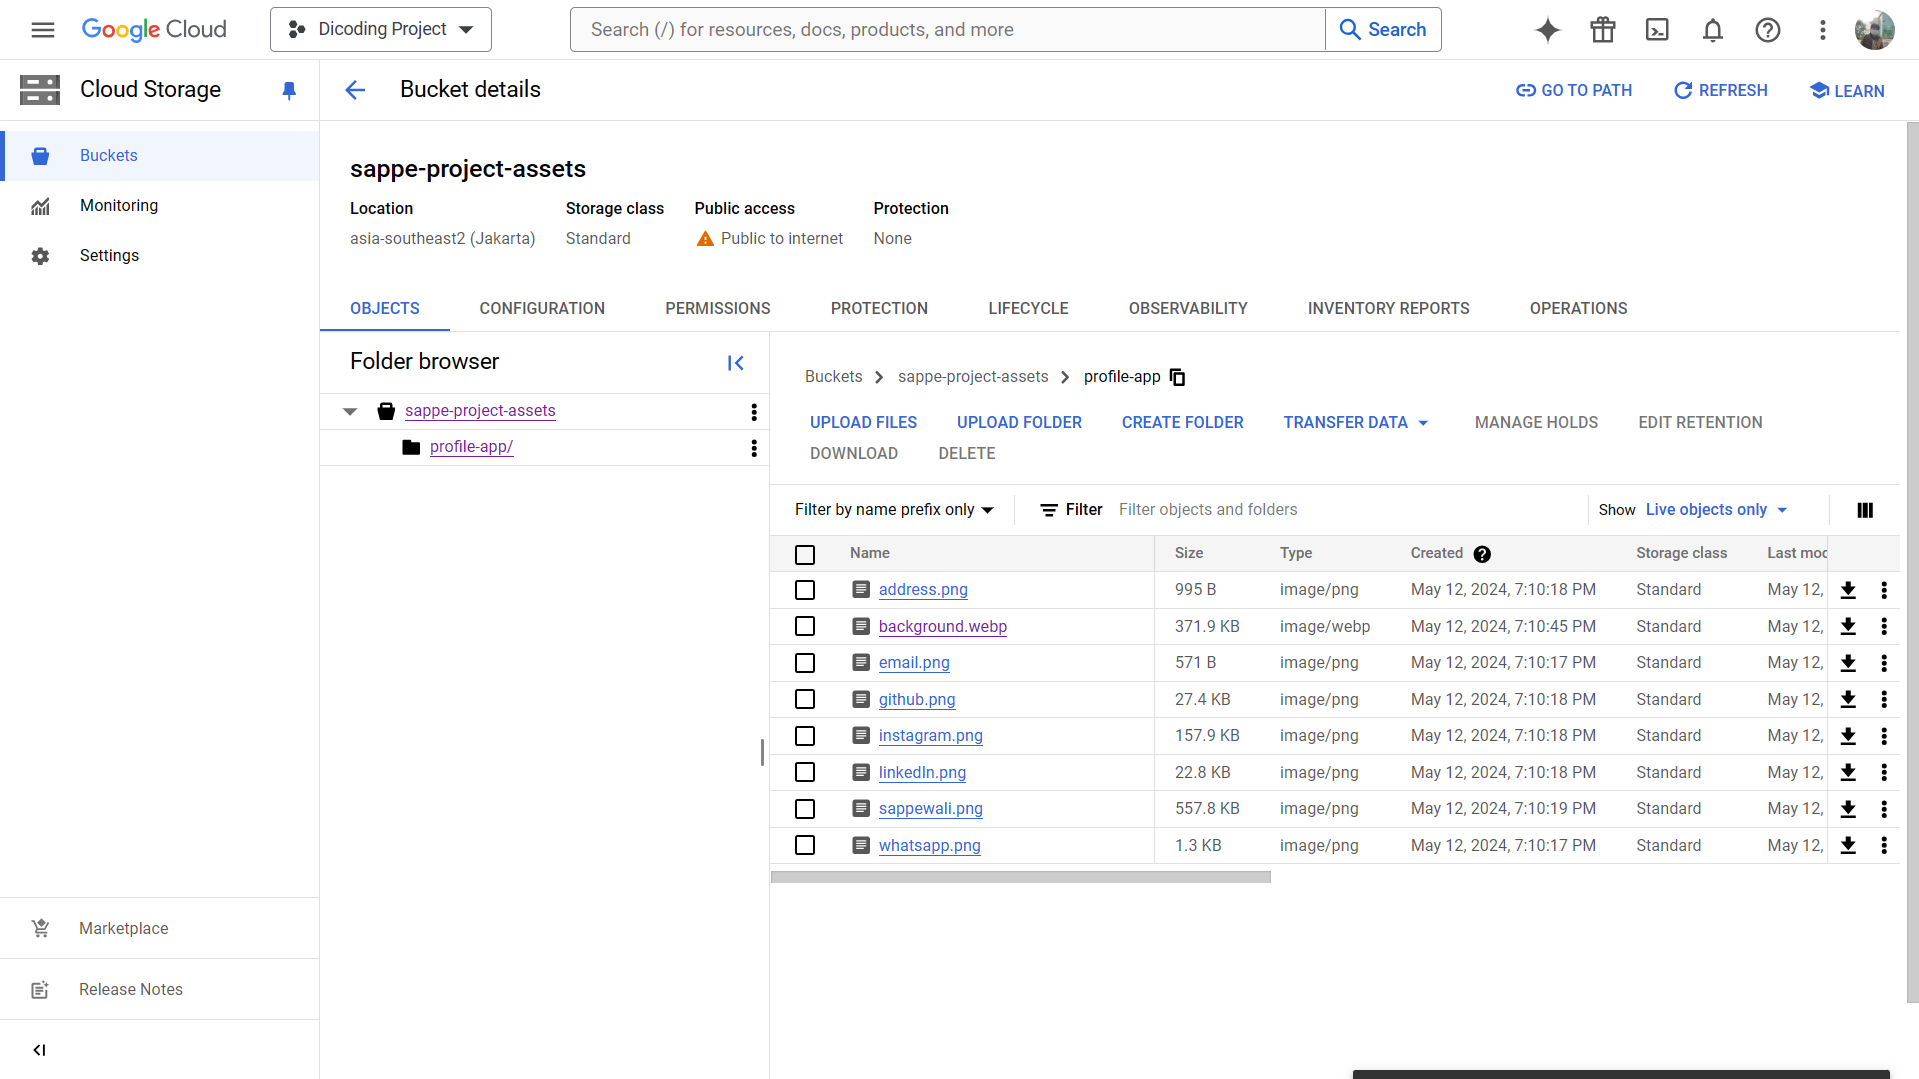 Google Cloud
Dicoding Project
Search (/) for resources, docs, products, and more
Search
Cloud Storage
Bucket details
GO TO PATH
REFRESH
LEARN
Buckets
Monitoring
Settings
Marketplace
Release Notes
sappe-project-assets
Location Storage class Public access Protection
asia-southeast2 (Jakarta) Standard Public to internet None
OBJECTS CONFIGURATION PERMISSIONS PROTECTION LIFECYCLE OBSERVABILITY INVENTORY REPORTS OPERATIONS
Folder browser
sappe-project-assets
profile-app/
Buckets sappe-project-assets profile-app
UPLOAD FILES UPLOAD FOLDER CREATE FOLDER TRANSFER DATA MANAGE HOLDS EDIT RETENTION
DOWNLOAD DELETE
Filter by name prefix only Filter Filter objects and folders Show Live objects only
Name Size Type Created Storage class Last mod
address.png 995 B image/png May 12, 2024, 7:10:18 PM Standard May 12,
background.webp 371.9 KB image/webp May 12, 2024, 7:10:45 PM Standard May 12,
email.png 571 B image/png May 12, 2024, 7:10:17 PM Standard May 12,
github.png 27.4 KB image/png May 12, 2024, 7:10:18 PM Standard May 12,
instagram.png 157.9 KB image/png May 12, 2024, 7:10:18 PM Standard May 12,
linkedIn.png 22.8 KB image/png May 12, 2024, 7:10:18 PM Standard May 12,
sappewali.png 557.8 KB image/png May 12, 2024, 7:10:19 PM Standard May 12,
whatsapp.png 1.3 KB image/png May 12, 2024, 7:10:17 PM Standard May 12,